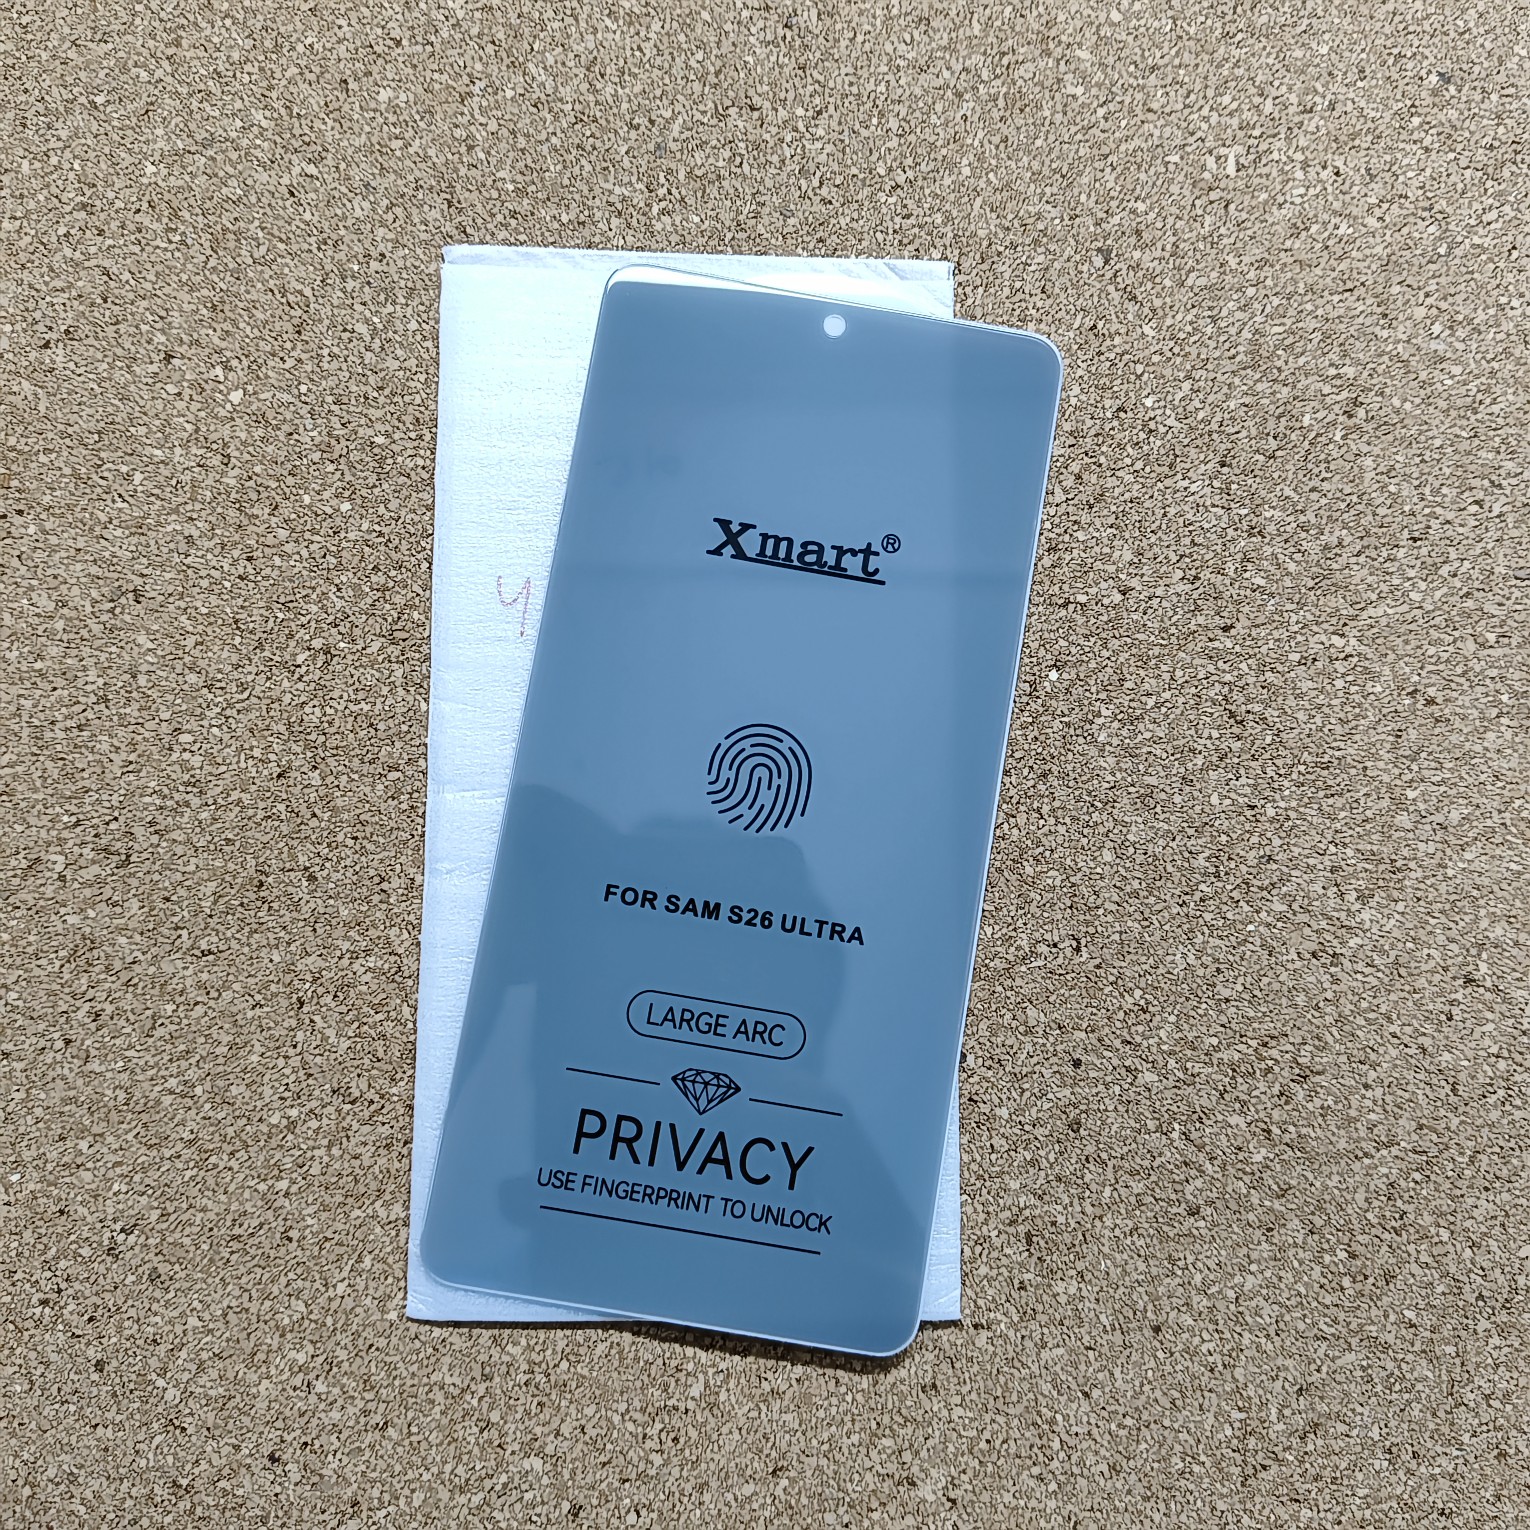 Xmart®
FOR SAM S26 ULTRA
LARGE ARC
PRIVACY
USE FINGERPRINT TO UNLOCK